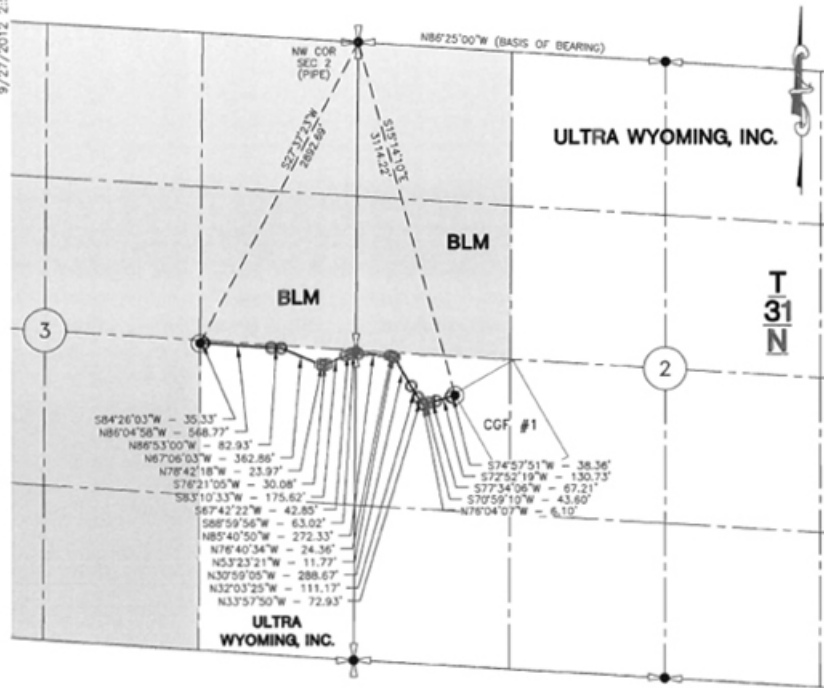 9/27/2012
N86°25'00"W (BASIS OF BEARING)
NW COR
SEC 2
(PIPE)
S27°37'23"W
2892.69'
S15°14'10"E
3114.22'
ULTRA WYOMING, INC.
BLM
BLM
T
31
N
3
2
CGF #1
S84°26'03"W - 35.33'
N86°04'58"W - 568.77'
N86°53'00"W - 82.93'
N67°06'03"W - 362.86'
N78°42'18"W - 23.97'
S76°21'05"W - 30.08'
S83°10'33"W - 175.62'
S67°42'22"W - 42.85'
S88°59'56"W - 63.02'
N85°40'50"W - 272.33'
N76°40'34"W - 24.36'
N53°23'21"W - 11.77'
N30°59'05"W - 288.67'
N32°03'25"W - 111.17'
N33°57'50"W - 72.93'
S74°57'51"W - 38.36'
S72°52'19"W - 130.73'
S77°34'06"W - 67.21'
S70°59'10"W - 43.60'
N76°04'07"W - 6.10'
ULTRA
WYOMING, INC.